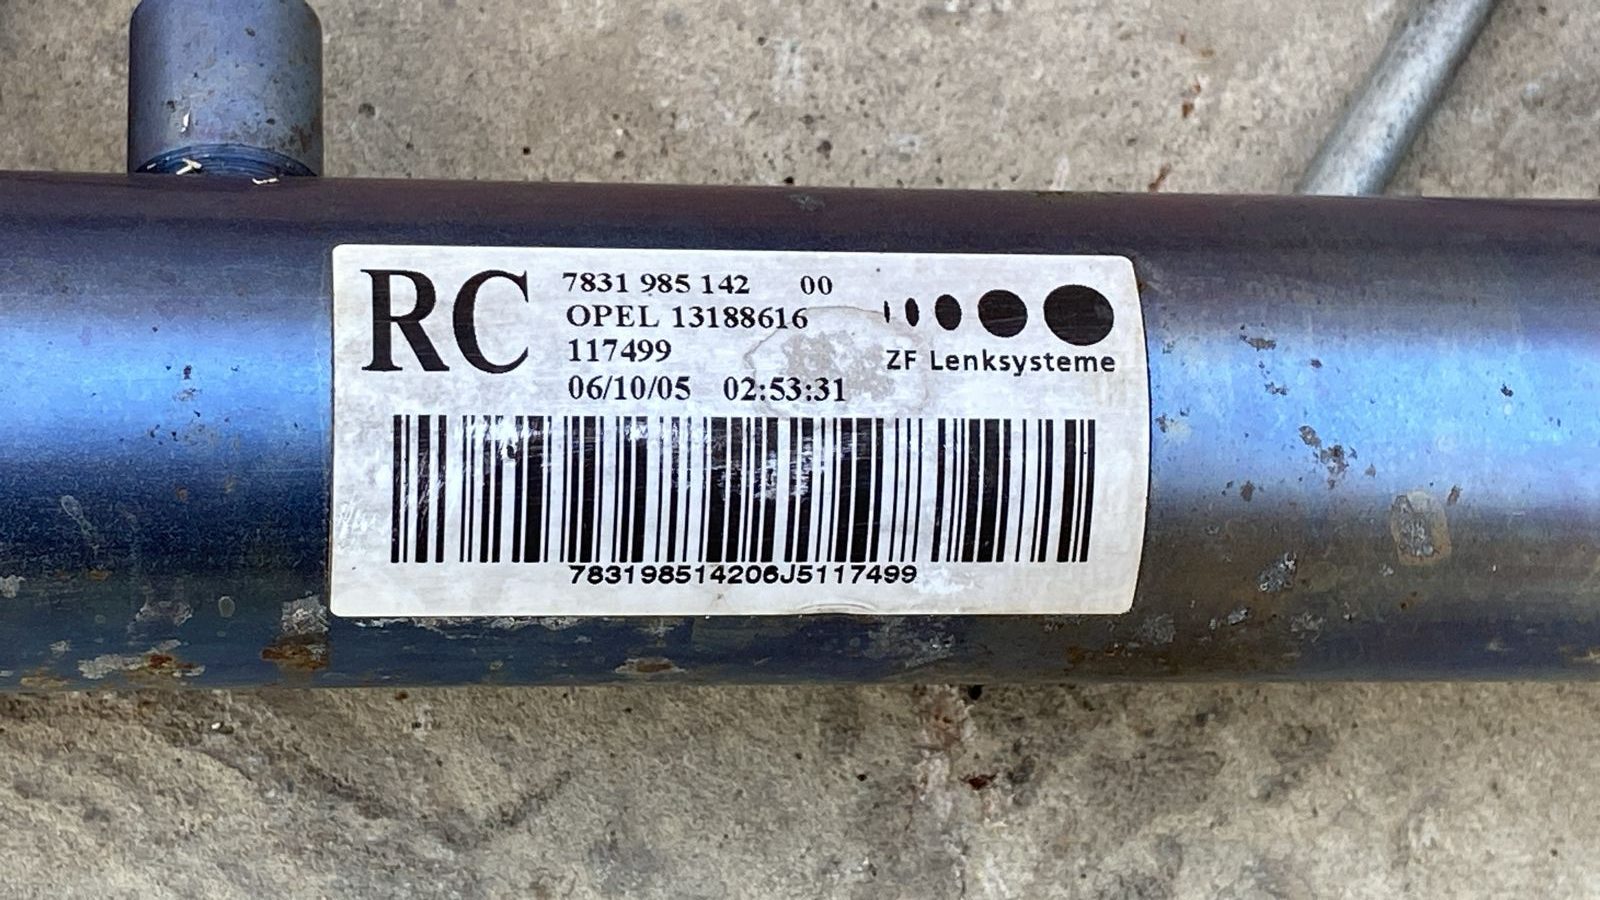 RC
7831 985 142 00
OPEL 13188616
117499
06/10/05 02:53:31
ZF Lenksysteme
783198514206J5117499